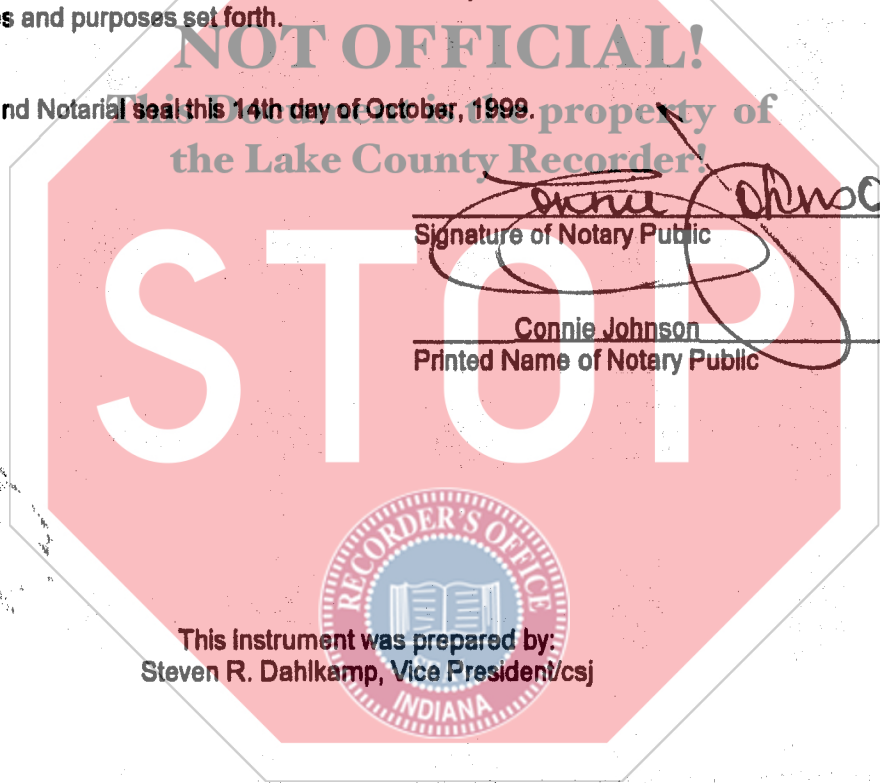 s and purposes set forth.
NOT OFFICIAL!
nd Notarial seal this 14th day of October, 1999.
This Document is the property of
the Lake County Recorder!
Connie Johnso
Signature of Notary Public
STOP
Connie Johnson
Printed Name of Notary Public
RECORDER'S OFFICE
This instrument was prepared by:
Steven R. Dahlkamp, Vice President/csj
INDIANA